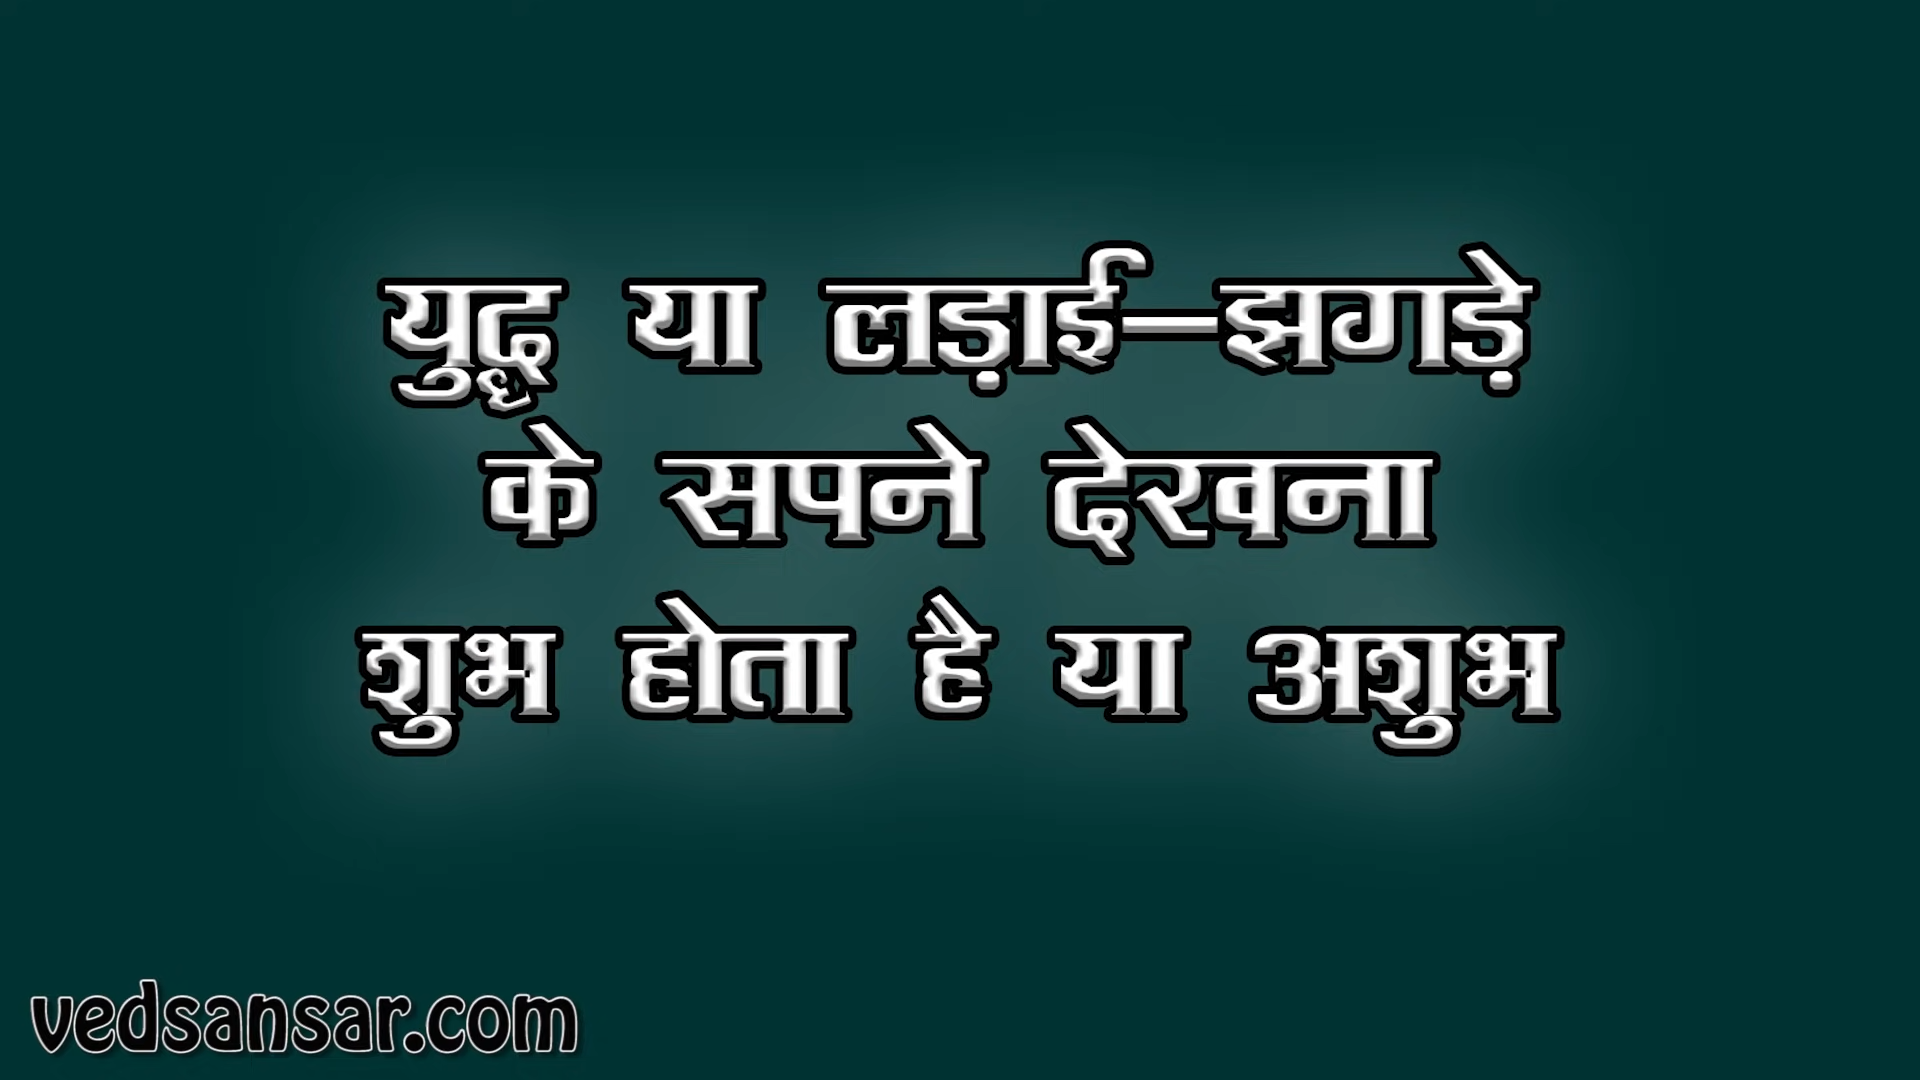 युद्ध या लड़ाई–झगड़े
के सपने देखना
शुभ होता है या अशुभ
vedsansar.com